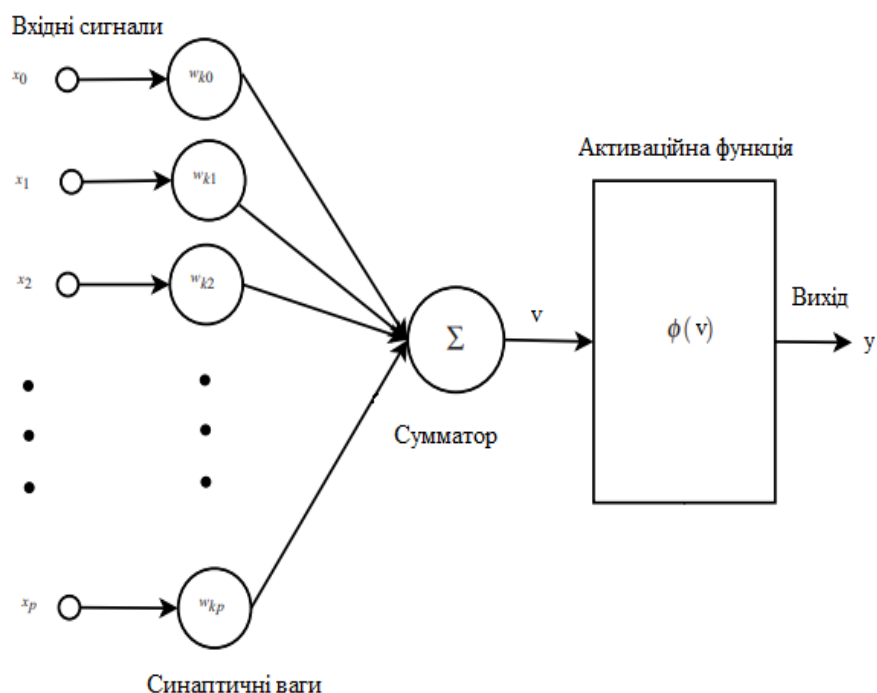 Вхідні сигнали
x0
wk0
x1
wk1
Активаційна функція
x2
wk2
Σ
v
ϕ(v)
Вихід
y
Сумматор
xp
wkp
Синаптичні ваги